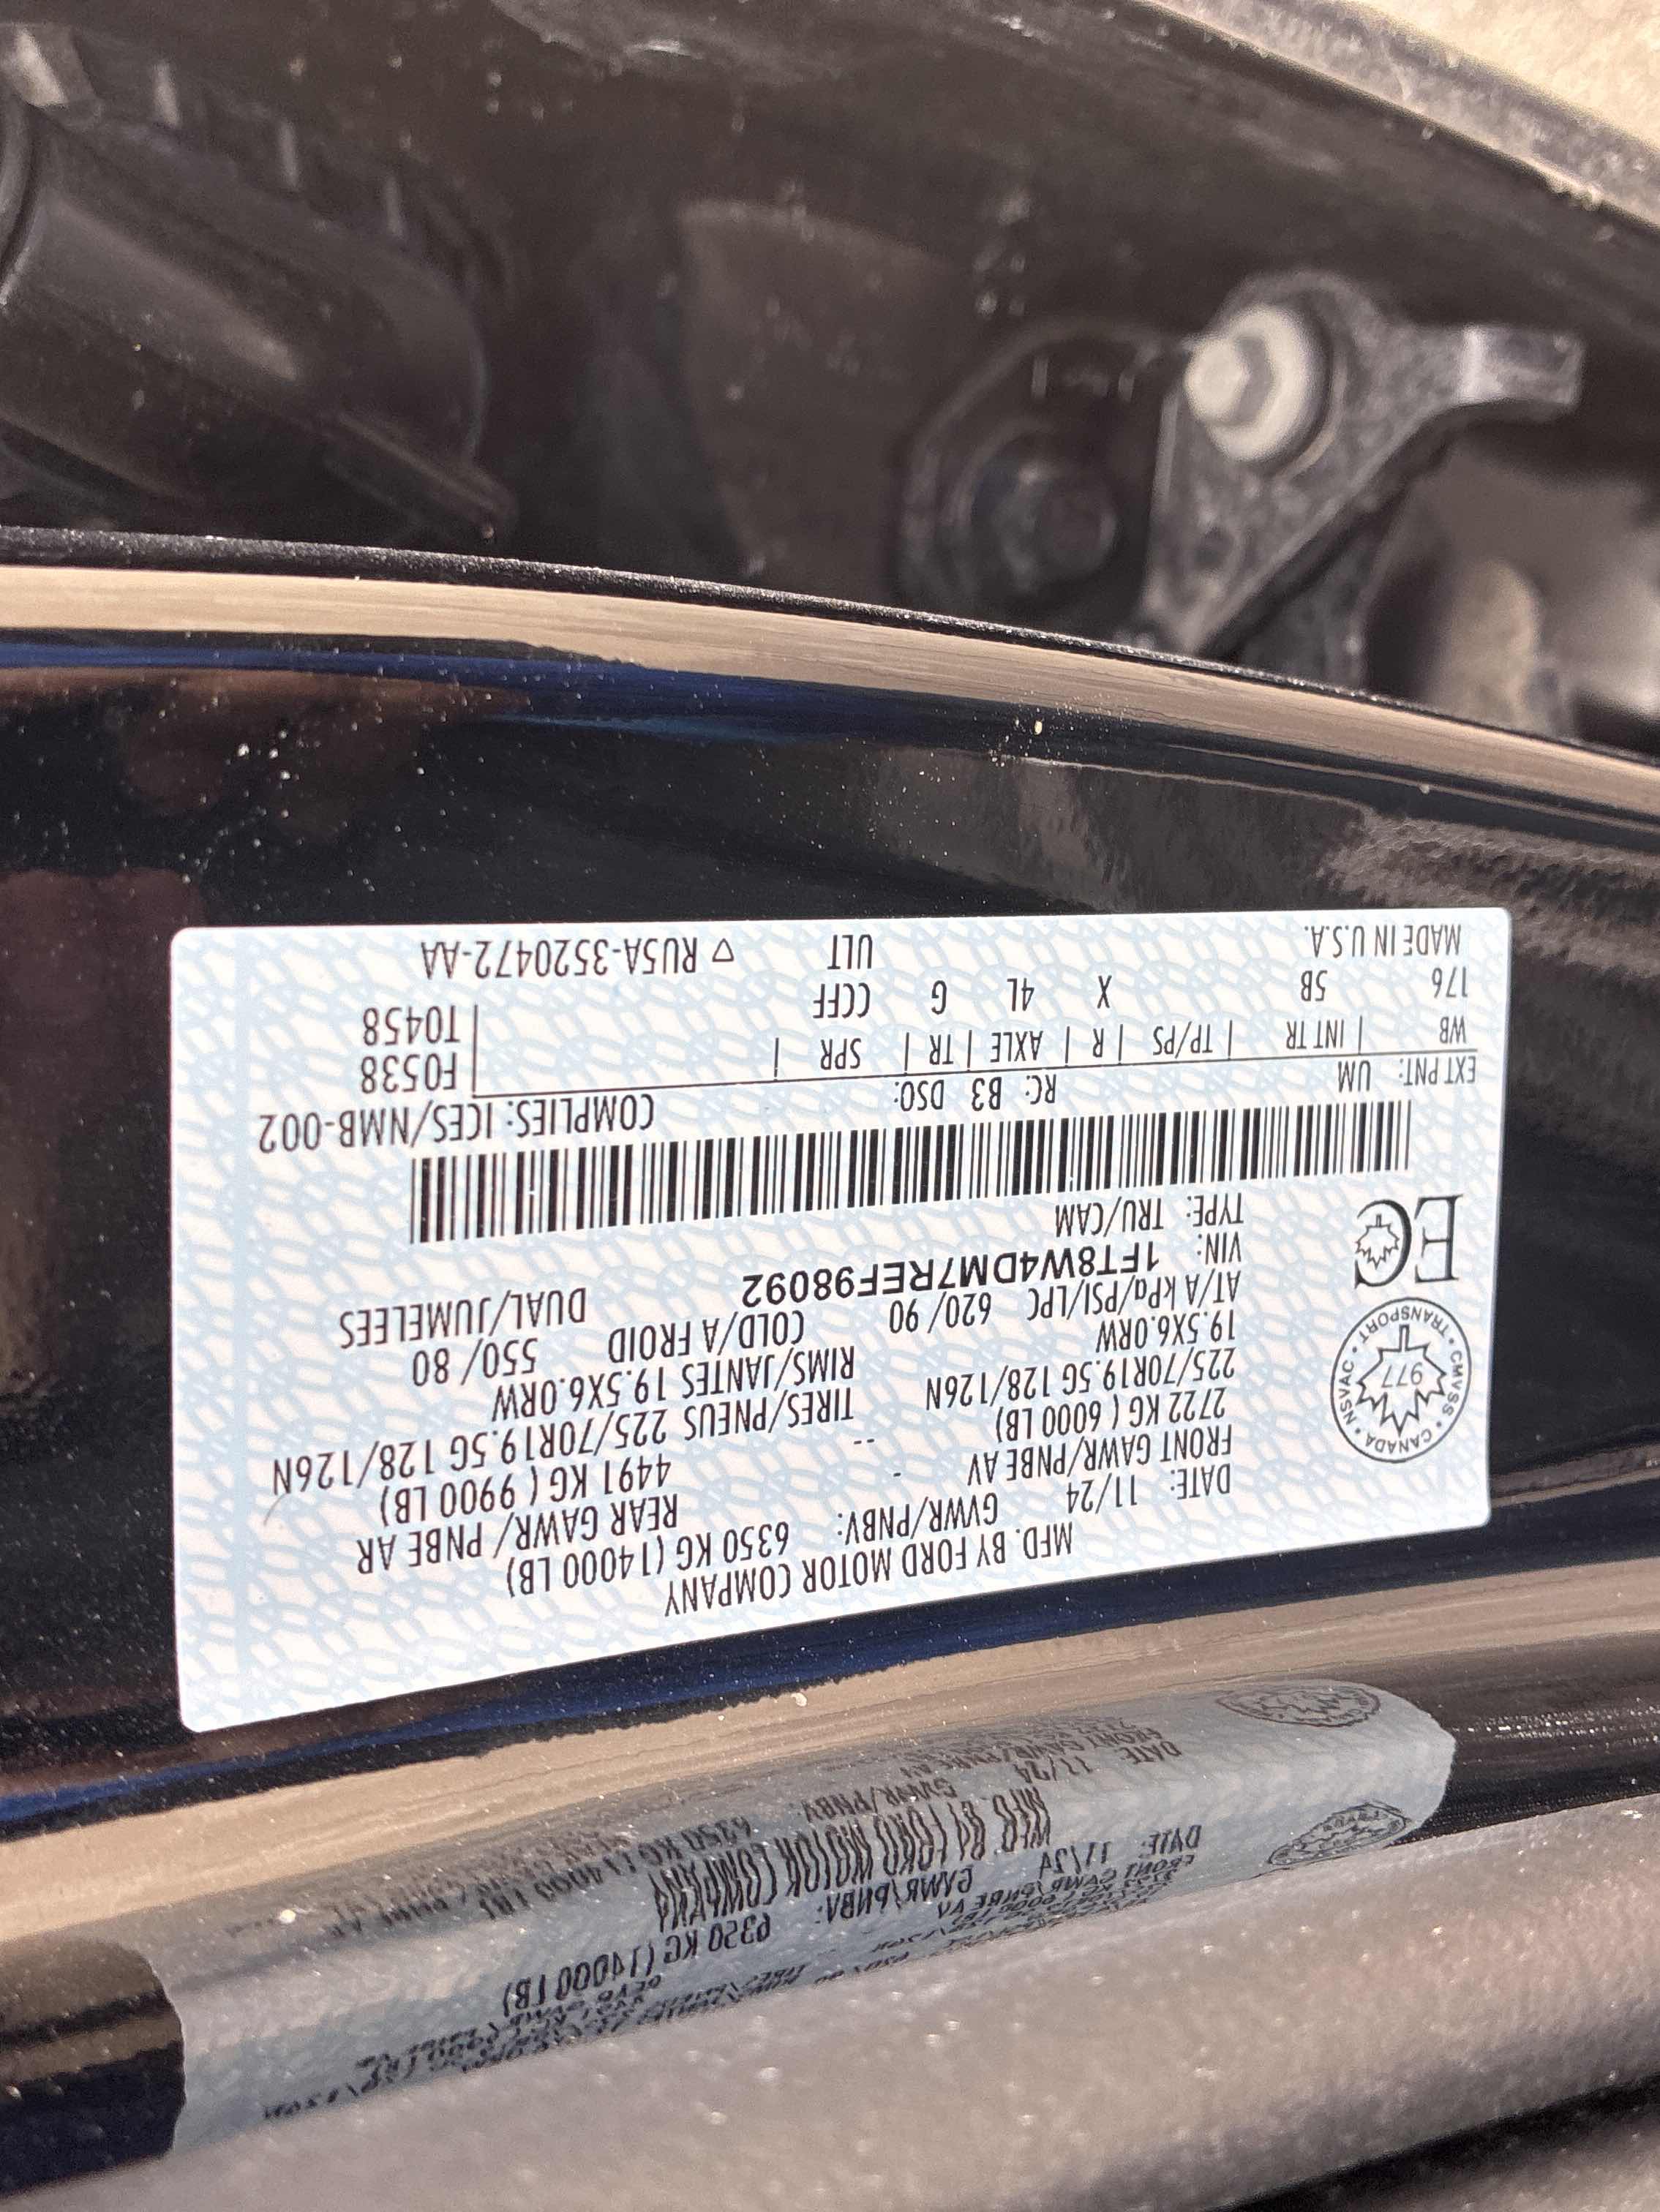 MFD. BY FORD MOTOR COMPANY
DATE: 11/24 GVWR/PNBV: 6350 KG (14000 LB)
FRONT GAWR/PNBE AV - REAR GAWR/ PNBE AR
2722 KG ( 6000 LB) -- 4491 KG ( 9900 LB)
225/70R19.5G 128/126N TIRES/PNEUS 225/70R19.5G 128/126N
19.5X6.0RW RIMS/JANTES 19.5X6.0RW
AT/A kPa/PSI/LPC 620/ 90 COLD/A FROID 550/ 80
VIN: 1FT8W4DM7REF98092 DUAL/JUMELEES
TYPE: TRU/CAM
CANADA • CMVSS • TRANSPORT • NSVAC •
977
EC
COMPLIES: ICES/NMB-002
EXT PNT: UM RC: B3 DSO:
F0538
WB | INT TR | TP/PS | R | AXLE | TR | SPR |
T0458
176 5B X 4L G CCFF
MADE IN U.S.A. ULT ▽ RU5A-3520472-AA